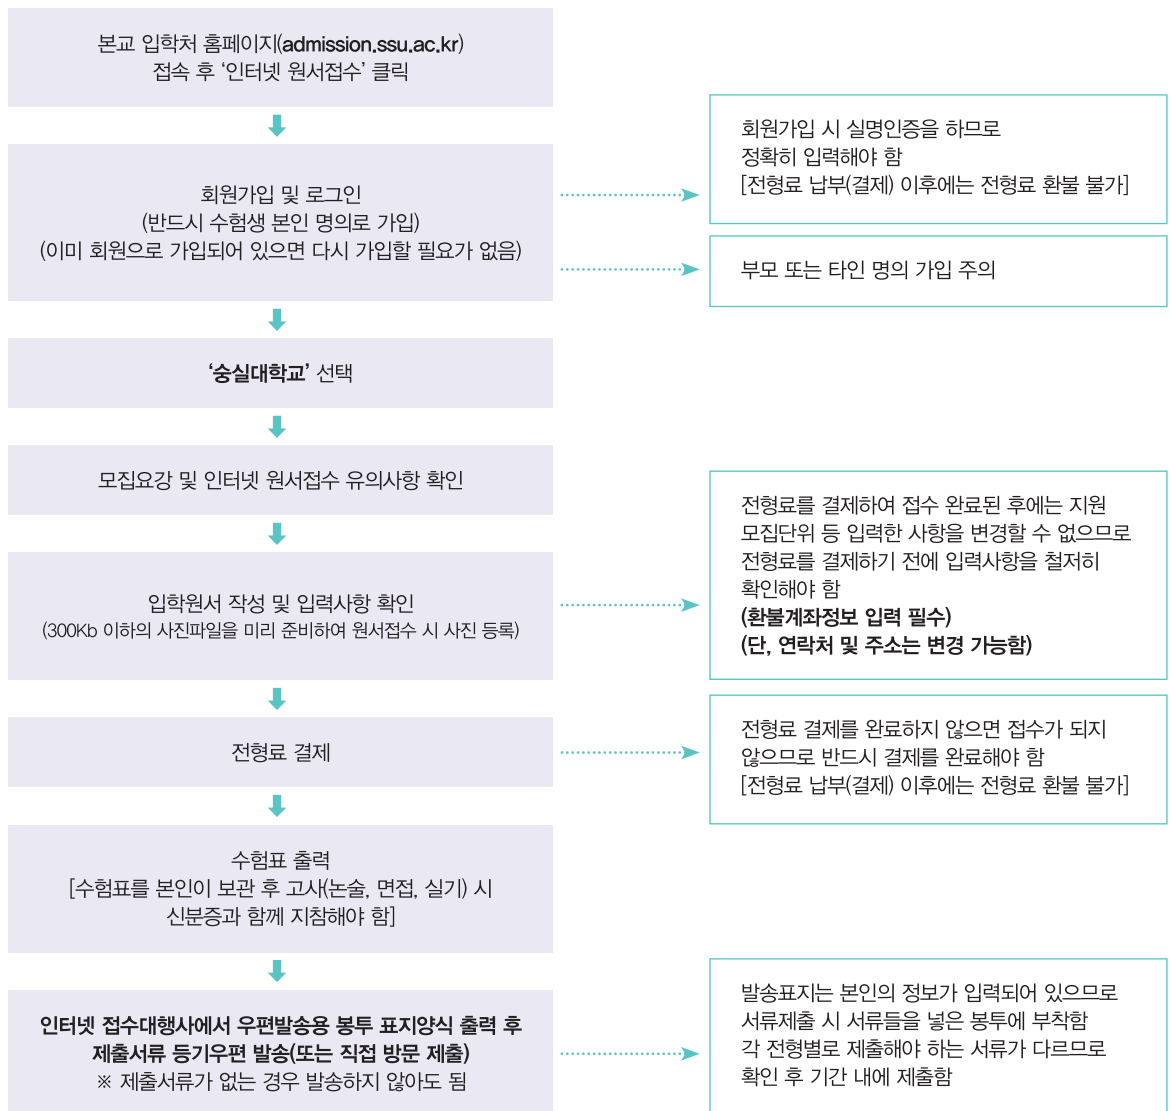 본교 입학처 홈페이지(admission.ssu.ac.kr)
접속 후 ‘인터넷 원서접수’ 클릭
회원가입 및 로그인
(반드시 수험생 본인 명의로 가입)
(이미 회원으로 가입되어 있으면 다시 가입할 필요가 없음)
회원가입 시 실명인증을 하므로
정확히 입력해야 함
[전형료 납부(결제) 이후에는 전형료 환불 불가]
부모 또는 타인 명의 가입 주의
‘숭실대학교’ 선택
모집요강 및 인터넷 원서접수 유의사항 확인
입학원서 작성 및 입력사항 확인
(300Kb 이하의 사진파일을 미리 준비하여 원서접수 시 사진 등록)
전형료를 결제하여 접수 완료된 후에는 지원
모집단위 등 입력한 사항을 변경할 수 없으므로
전형료를 결제하기 전에 입력사항을 철저히
확인해야 함
(환불계좌정보 입력 필수)
(단, 연락처 및 주소는 변경 가능함)
전형료 결제
전형료 결제를 완료하지 않으면 접수가 되지
않으므로 반드시 결제를 완료해야 함
[전형료 납부(결제) 이후에는 전형료 환불 불가]
수험표 출력
[수험표를 본인이 보관 후 고사(논술, 면접, 실기) 시
신분증과 함께 지참해야 함]
인터넷 접수대행사에서 우편발송용 봉투 표지양식 출력 후
제출서류 등기우편 발송(또는 직접 방문 제출)
※ 제출서류가 없는 경우 발송하지 않아도 됨
발송표지는 본인의 정보가 입력되어 있으므로
서류제출 시 서류들을 넣은 봉투에 부착함
각 전형별로 제출해야 하는 서류가 다르므로
확인 후 기간 내에 제출함